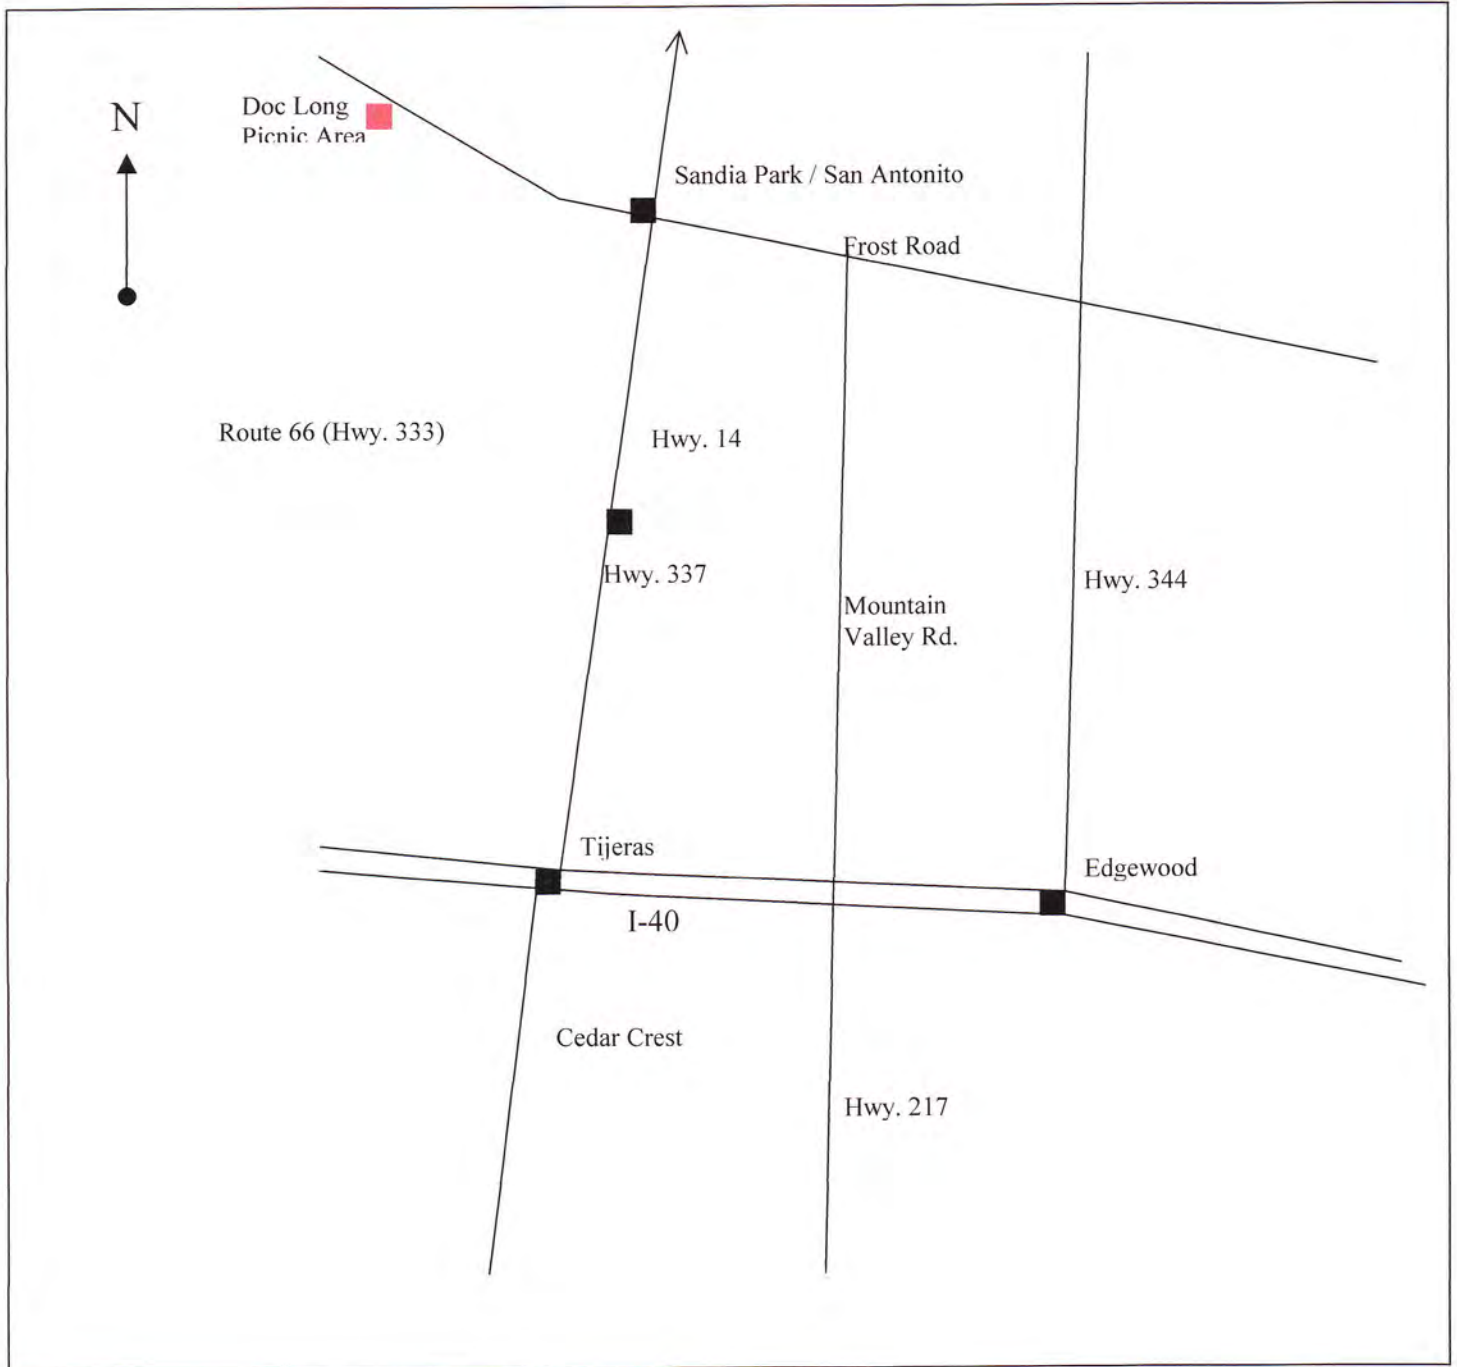 Doc Long
Picnic Area
N
Sandia Park / San Antonito
Frost Road
Route 66 (Hwy. 333)
Hwy. 14
Hwy. 337
Hwy. 344
Mountain
Valley Rd.
Tijeras
Edgewood
I-40
Cedar Crest
Hwy. 217